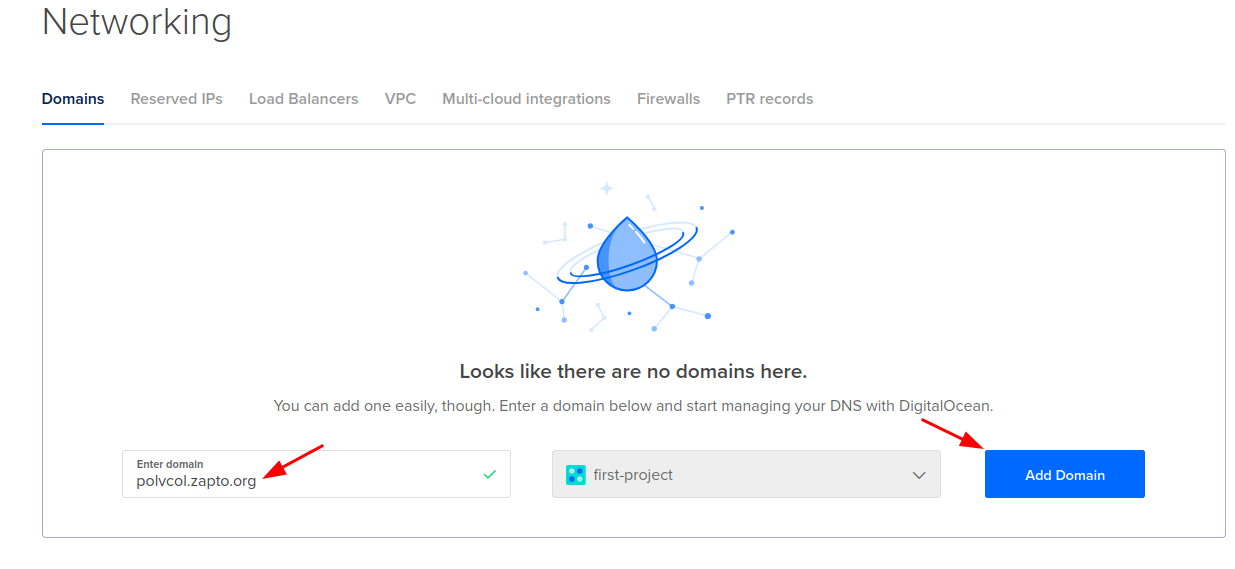 Networking
Domains Reserved IPs Load Balancers VPC Multi-cloud integrations Firewalls PTR records
Looks like there are no domains here.
You can add one easily, though. Enter a domain below and start managing your DNS with DigitalOcean.
Enter domain
polvcol.zapto.org
first-project
Add Domain